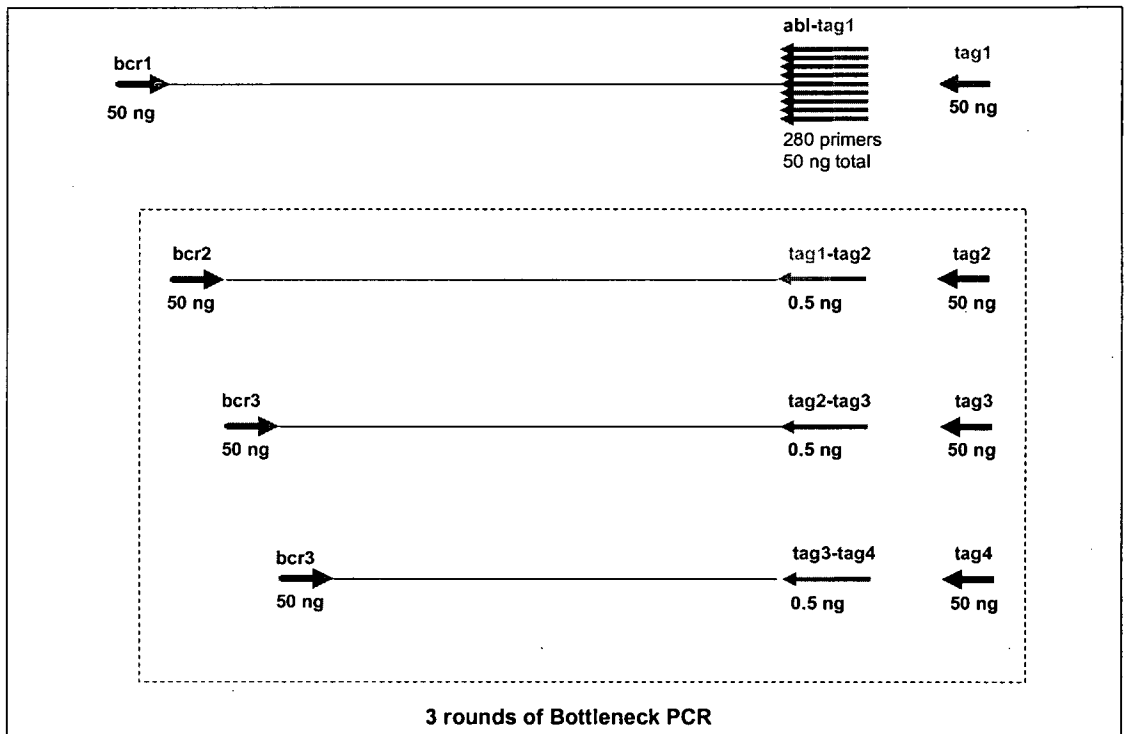 abl-tag1
bcr1
tag1
50 ng
50 ng
280 primers
50 ng total
bcr2
tag1-tag2
tag2
50 ng
0.5 ng
50 ng
bcr3
tag2-tag3
tag3
50 ng
0.5 ng
50 ng
bcr3
tag3-tag4
tag4
50 ng
0.5 ng
50 ng
3 rounds of Bottleneck PCR